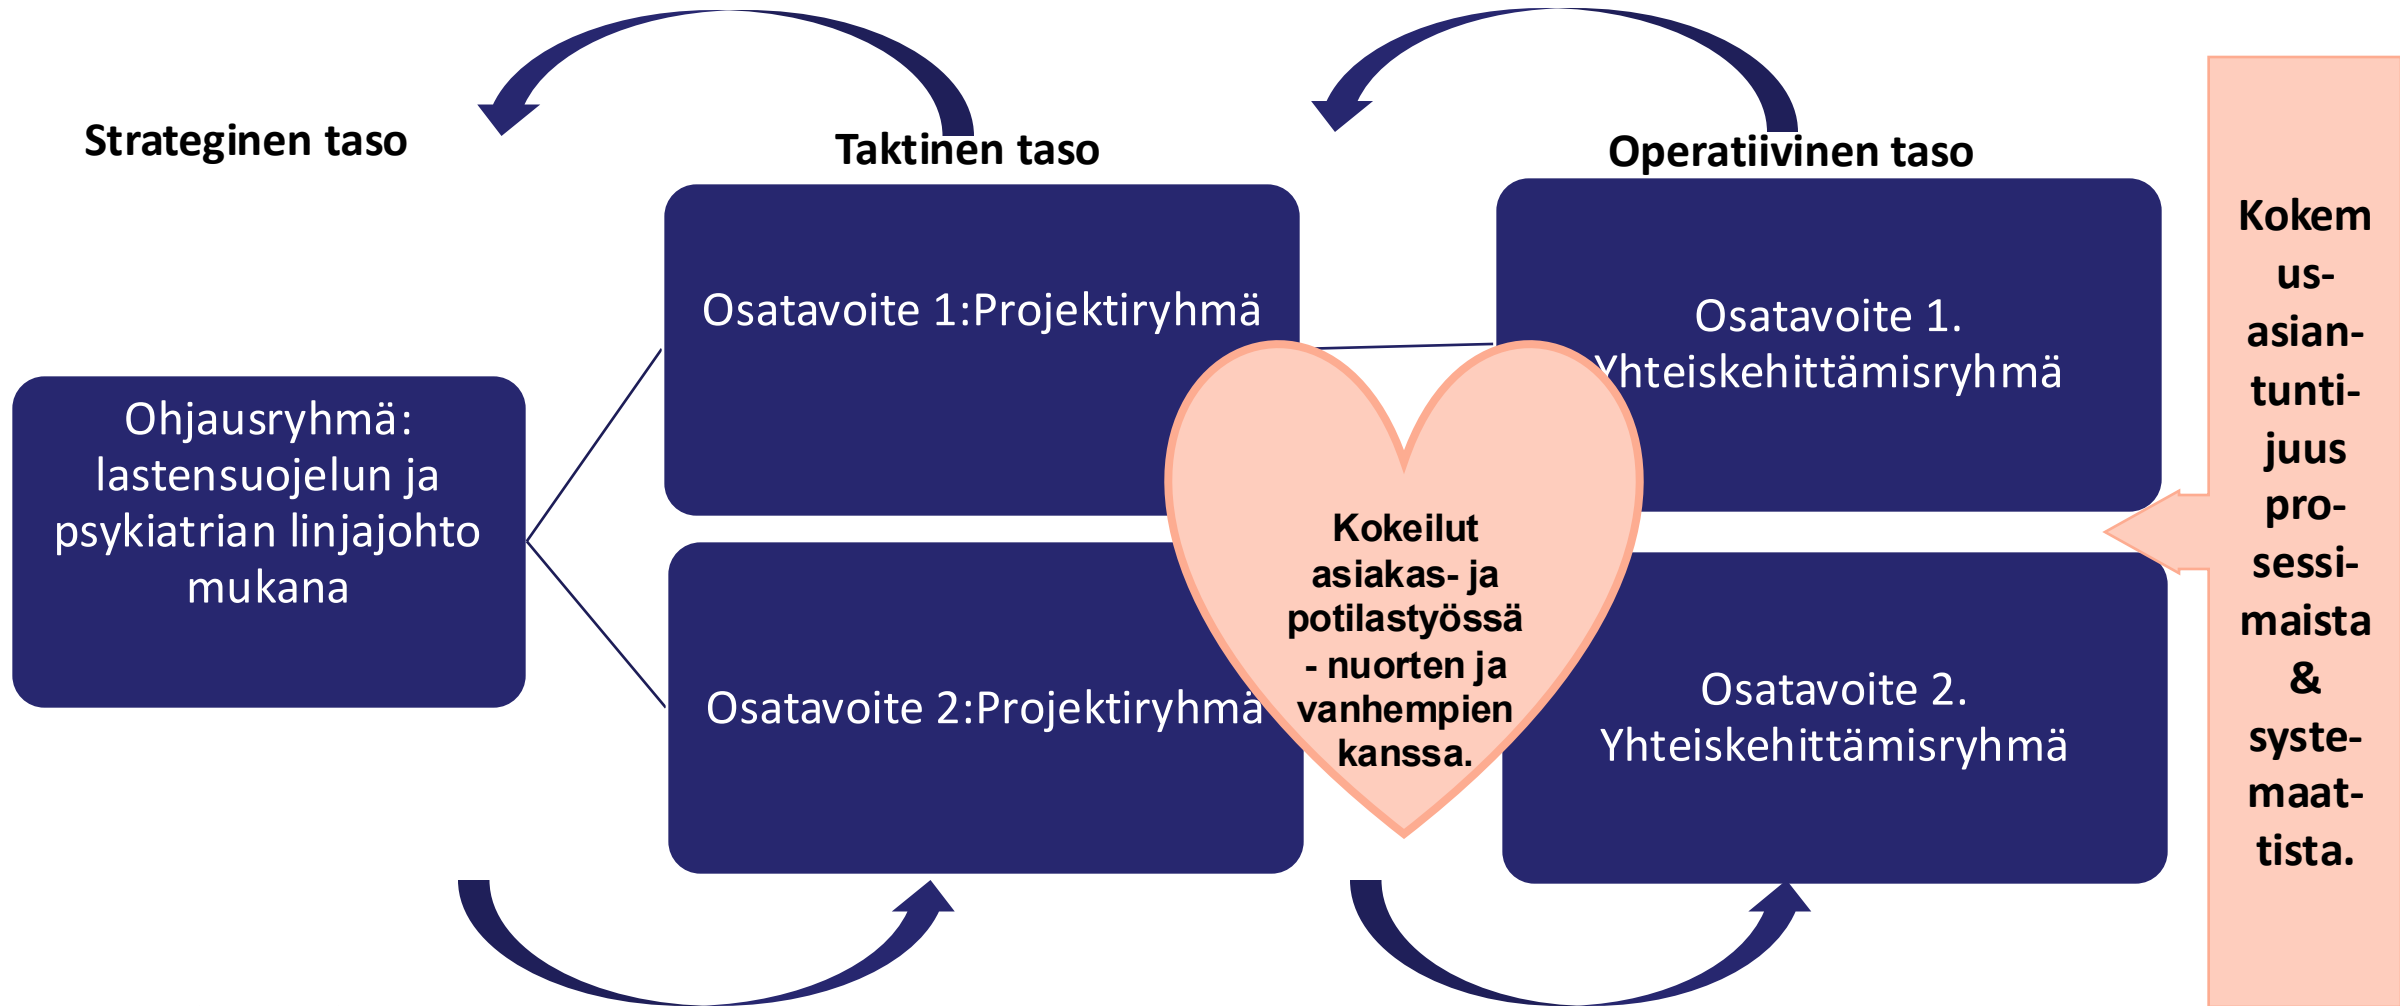 Strateginen taso
Taktinen taso
Operatiivinen taso
Ohjausryhmä:
lastensuojelun ja
psykiatrian linjajohto
mukana
Osatavoite 1:Projektiryhmä
Osatavoite 2:Projektiryhmä
Osatavoite 1.
Yhteiskehittämisryhmä
Osatavoite 2.
Yhteiskehittämisryhmä
Kokeilut
asiakas- ja
potilastyössä
- nuorten ja
vanhempien
kanssa.
Kokem
us-
asian-
tunti-
juus
pro-
sessi-
maista
&
syste-
maat-
tista.